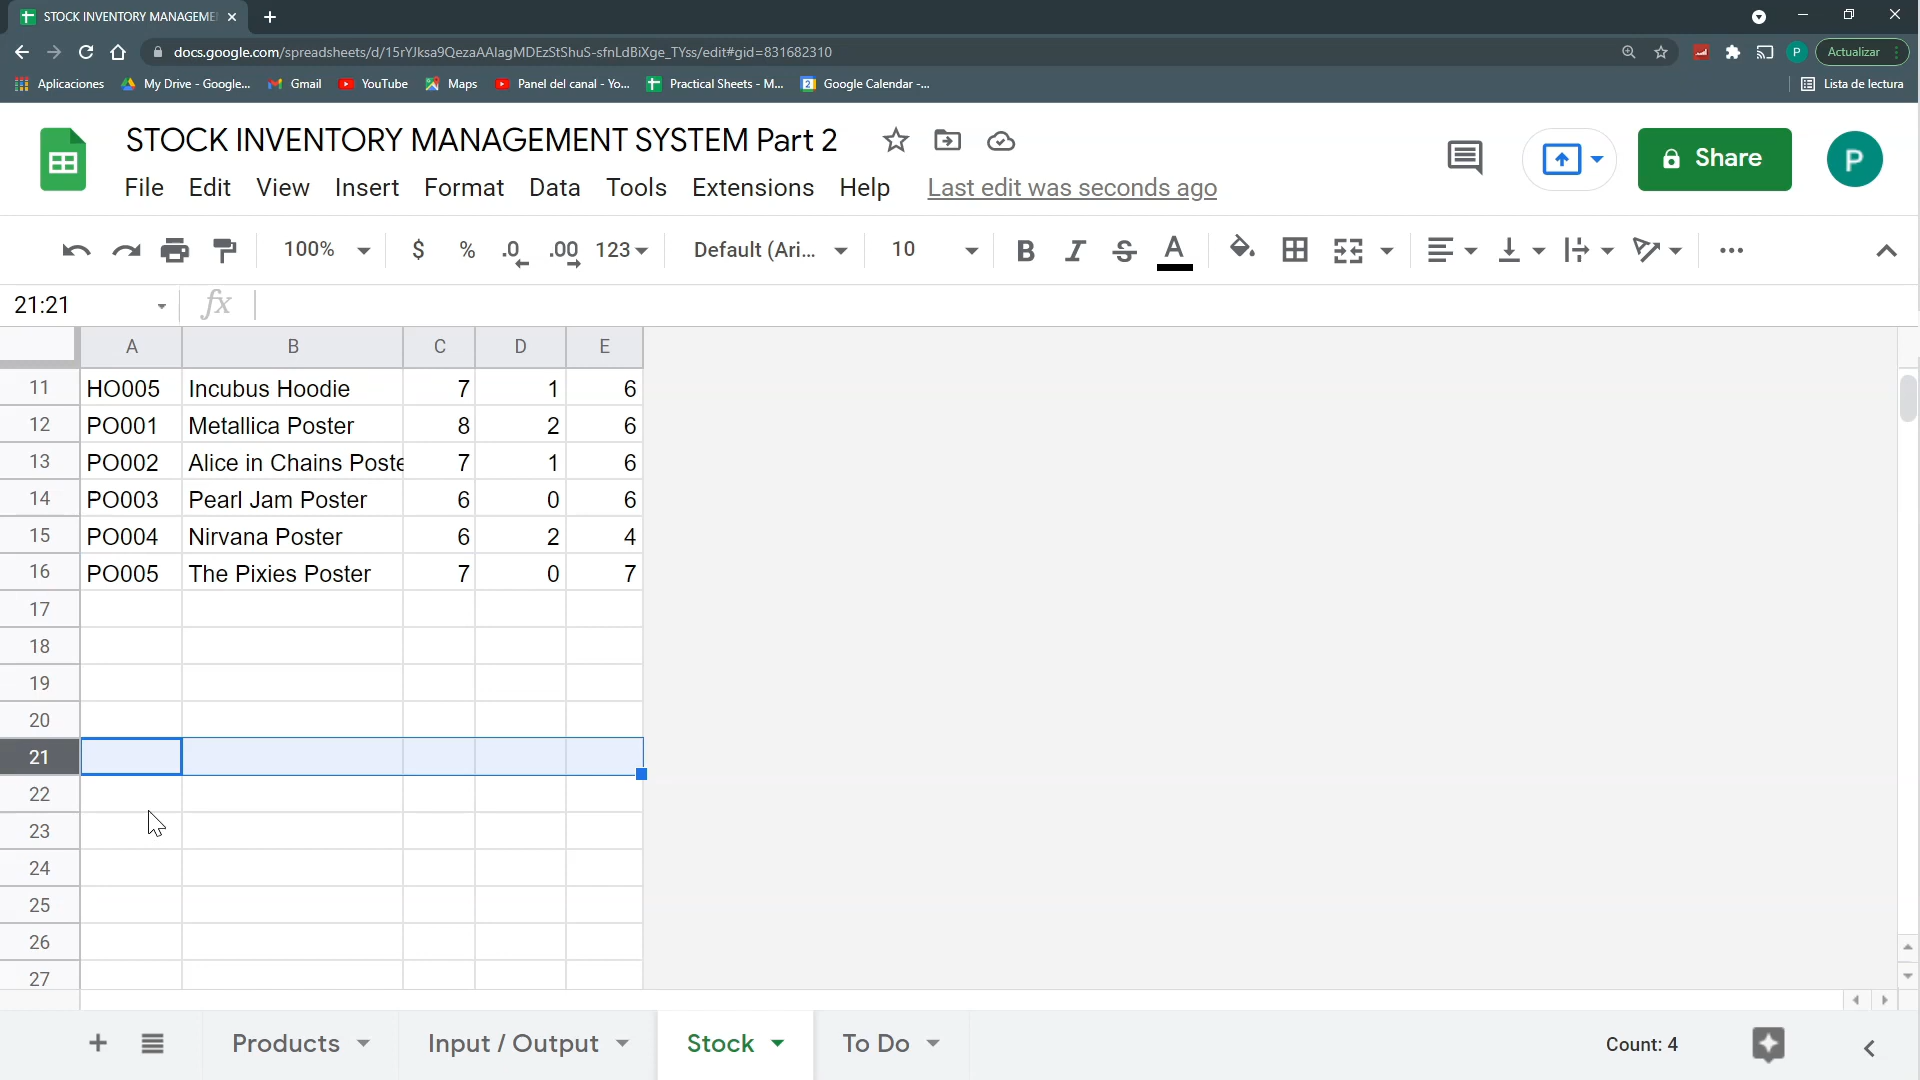 STOCK INVENTORY MANAGEME
docs.google.com/spreadsheets/d/15rYJksa9QezaAAlagMDEzStShuS-sfnLdBiXge_TYss/edit#gid=831682310
P
Actualizar
Aplicaciones My Drive - Google... Gmail YouTube Maps Panel del canal - Yo... Practical Sheets - M... Google Calendar -... Lista de lectura
STOCK INVENTORY MANAGEMENT SYSTEM Part 2
Share
P
File Edit View Insert Format Data Tools Extensions Help Last edit was seconds ago
100% $ % .0 .00 123 Default (Ari... 10 B I S A
21:21 fx
A B C D E
11 HO005 Incubus Hoodie 7 1 6
12 PO001 Metallica Poster 8 2 6
13 PO002 Alice in Chains Poste 7 1 6
14 PO003 Pearl Jam Poster 6 0 6
15 PO004 Nirvana Poster 6 2 4
16 PO005 The Pixies Poster 7 0 7
17
18
19
20
21
22
23
24
25
26
27
Products Input / Output Stock To Do Count: 4